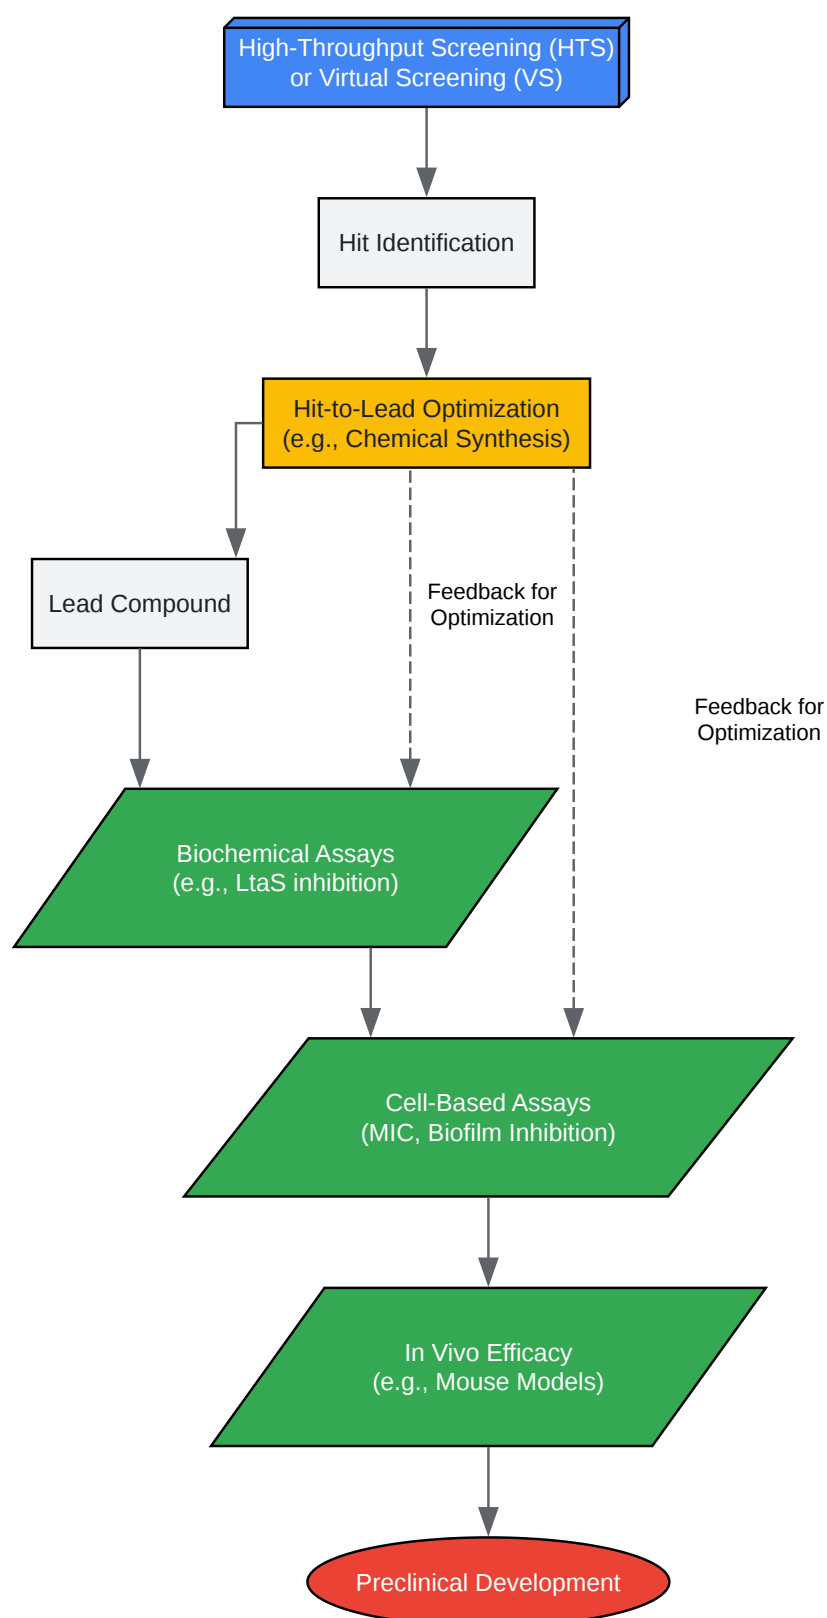 High-Throughput Screening (HTS)
or Virtual Screening (VS)
Hit Identification
Hit-to-Lead Optimization
(e.g., Chemical Synthesis)
Lead Compound
Feedback for
Optimization
Feedback for
Optimization
Biochemical Assays
(e.g., LtaS inhibition)
Cell-Based Assays
(MIC, Biofilm Inhibition)
In Vivo Efficacy
(e.g., Mouse Models)
Preclinical Development